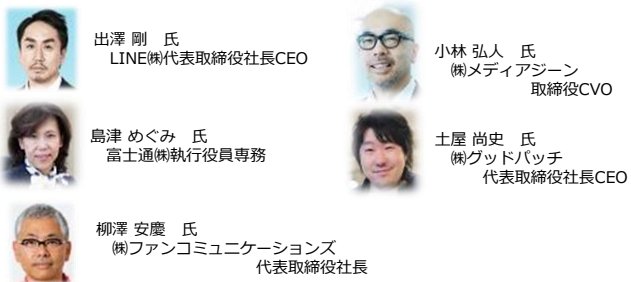 出澤 剛　氏
LINE㈱代表取締役社長CEO
小林 弘人　氏
㈱メディアジーン
取締役CVO
島津 めぐみ　氏
富士通㈱執行役員専務
土屋 尚史　氏
㈱グッドパッチ
代表取締役社長CEO
柳澤 安慶　氏
㈱ファンコミュニケーションズ
代表取締役社長